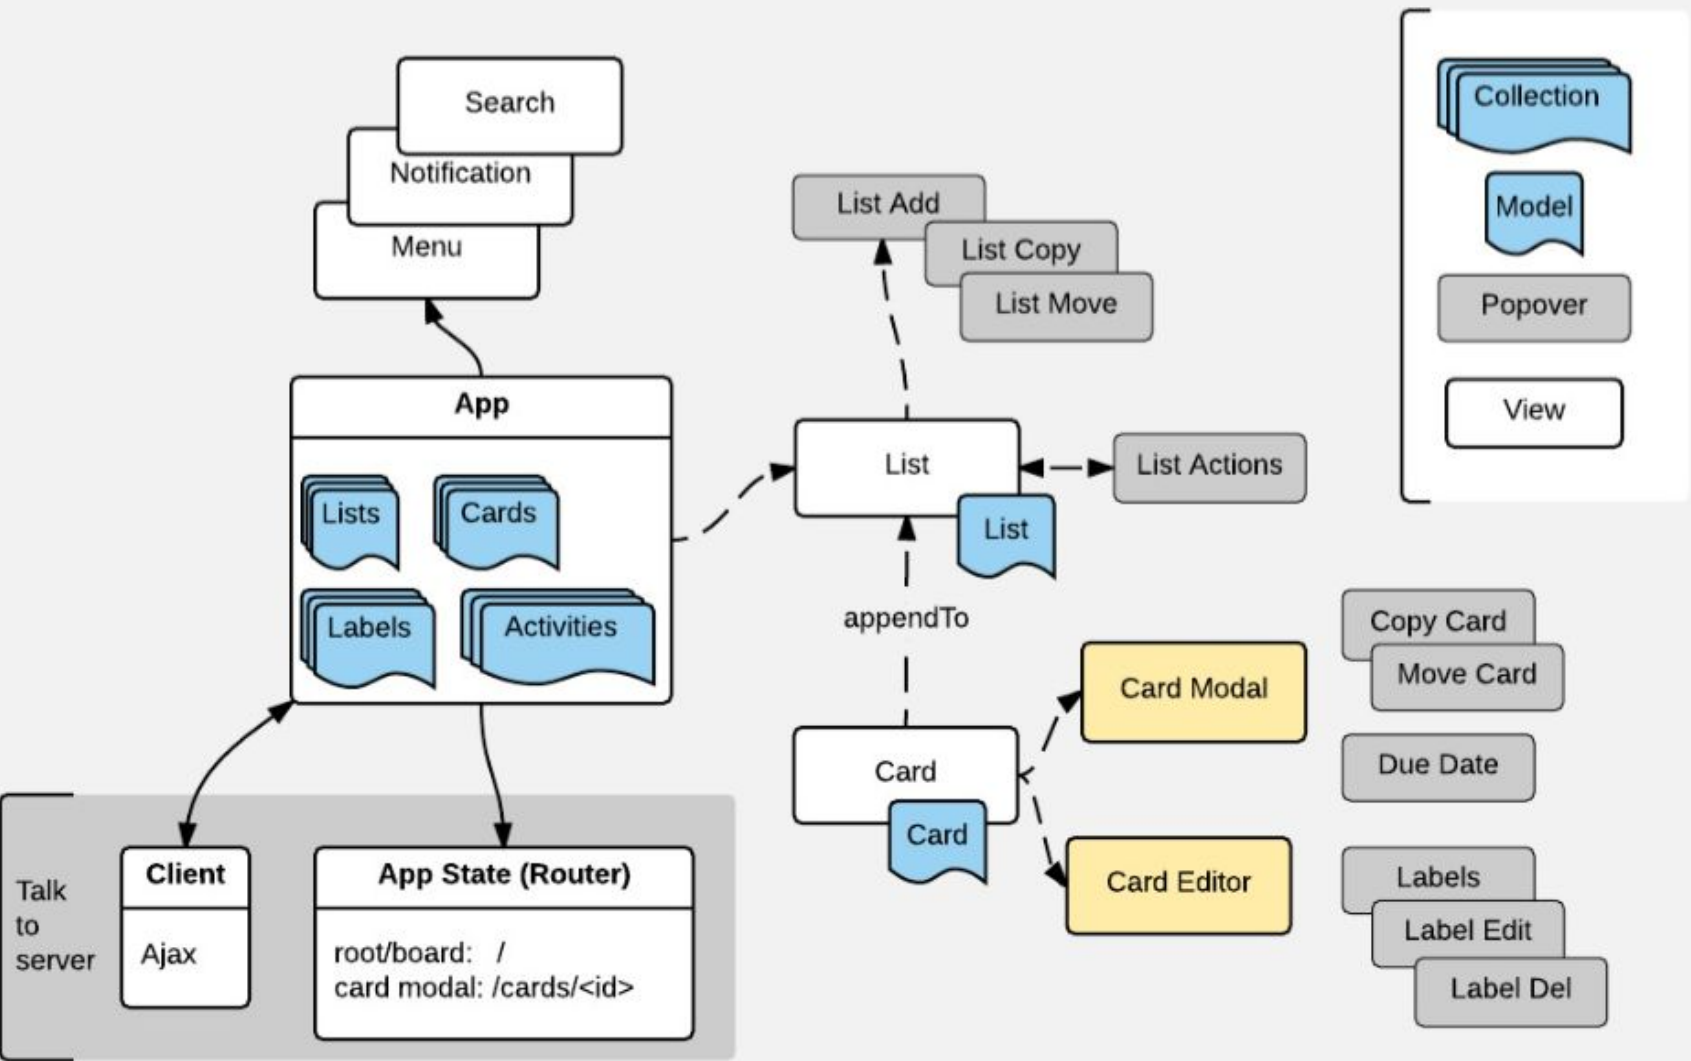 Search
Notification
Menu
App
Lists
Cards
Labels
Activities
Talk
to
server
Client
Ajax
App State (Router)
root/board: /
card modal: /cards/<id>
List Add
List Copy
List Move
List
List
List Actions
appendTo
Card
Card
Card Modal
Card Editor
Copy Card
Move Card
Due Date
Labels
Label Edit
Label Del
Collection
Model
Popover
View